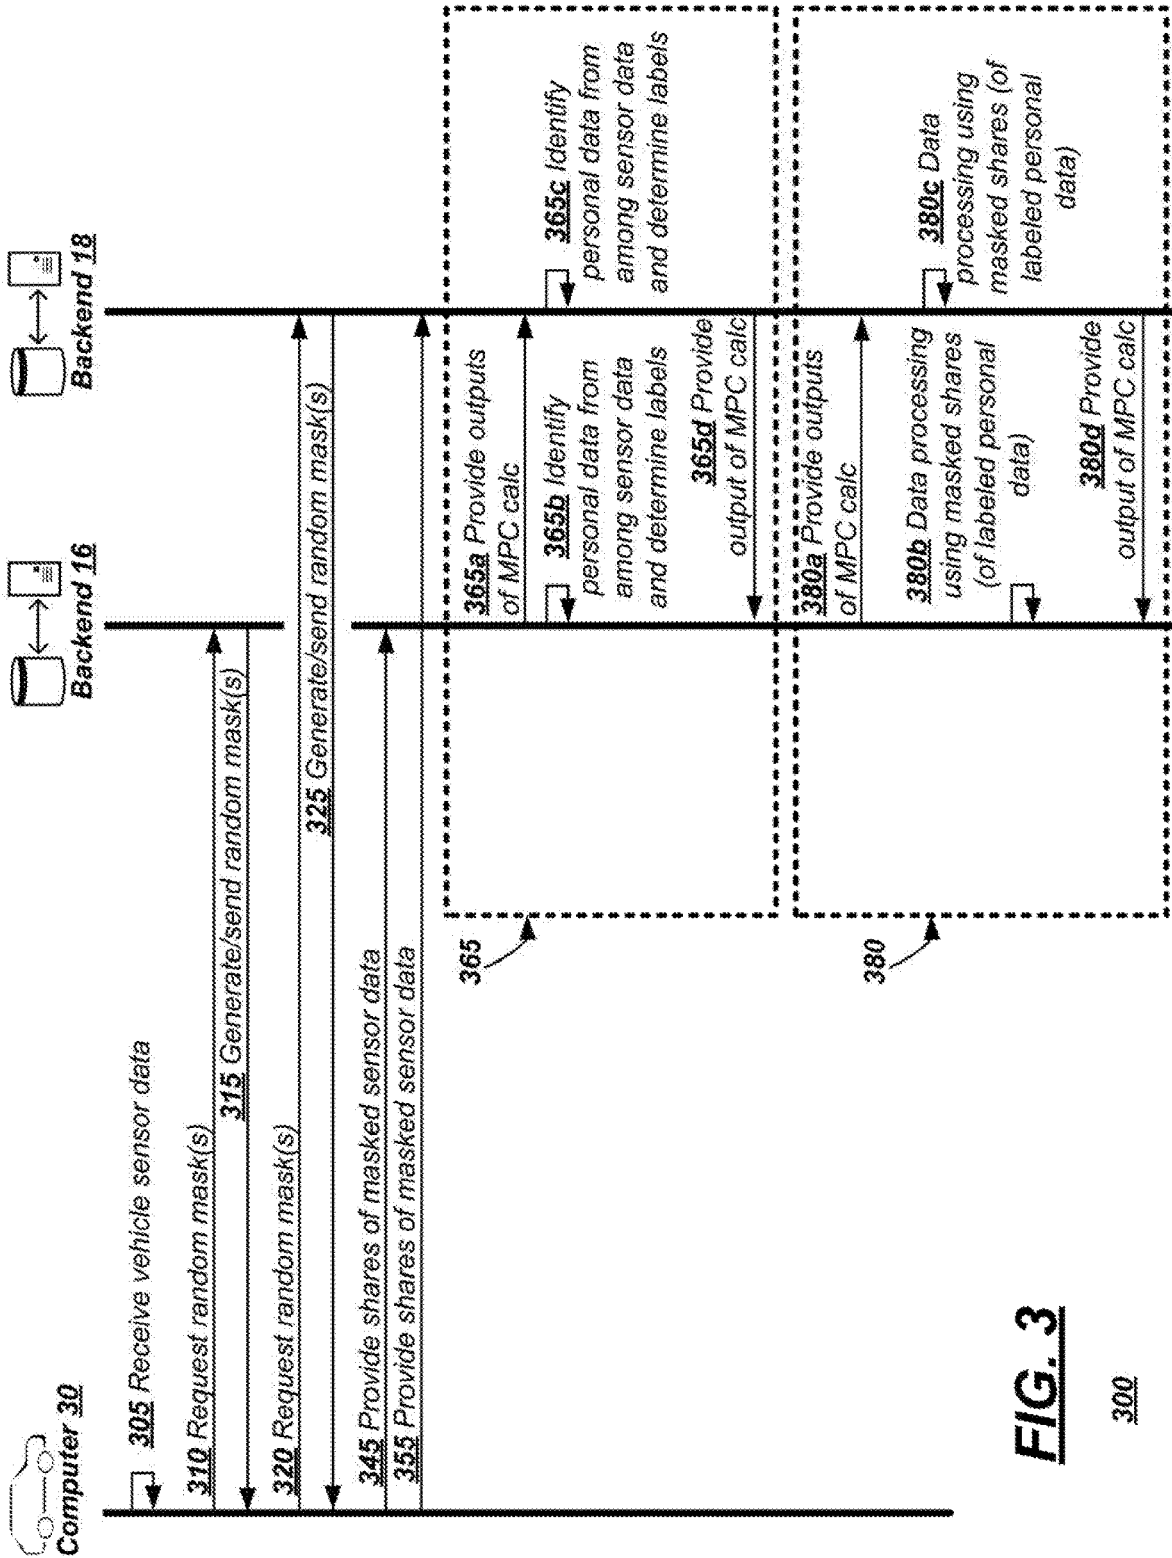 Computer 30
Backend 16
Backend 18
305 Receive vehicle sensor data
310 Request random mask(s)
315 Generate/send random mask(s)
320 Request random mask(s)
325 Generate/send random mask(s)
345 Provide shares of masked sensor data
355 Provide shares of masked sensor data
365
365a Provide outputs
of MPC calc
365b Identify
personal data from
among sensor data
and determine labels
365c Identify
personal data from
among sensor data
and determine labels
365d Provide
output of MPC calc
380
380a Provide outputs
of MPC calc
380b Data processing
using masked shares
(of labeled personal
data)
380c Data
processing using
masked shares (of
labeled personal
data)
380d Provide
output of MPC calc
FIG. 3
300